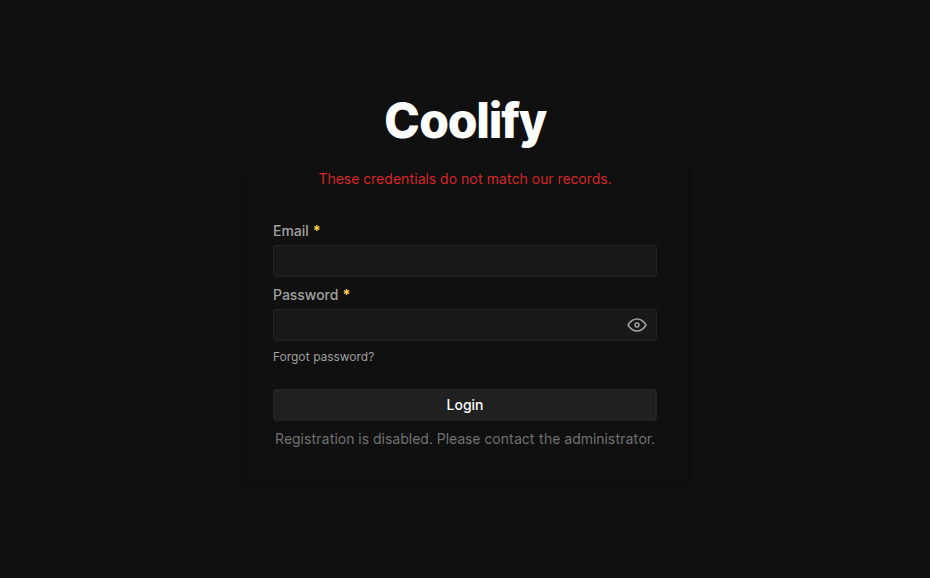 Coolify
These credentials do not match our records.
Email *
Password *
Forgot password?
Login
Registration is disabled. Please contact the administrator.